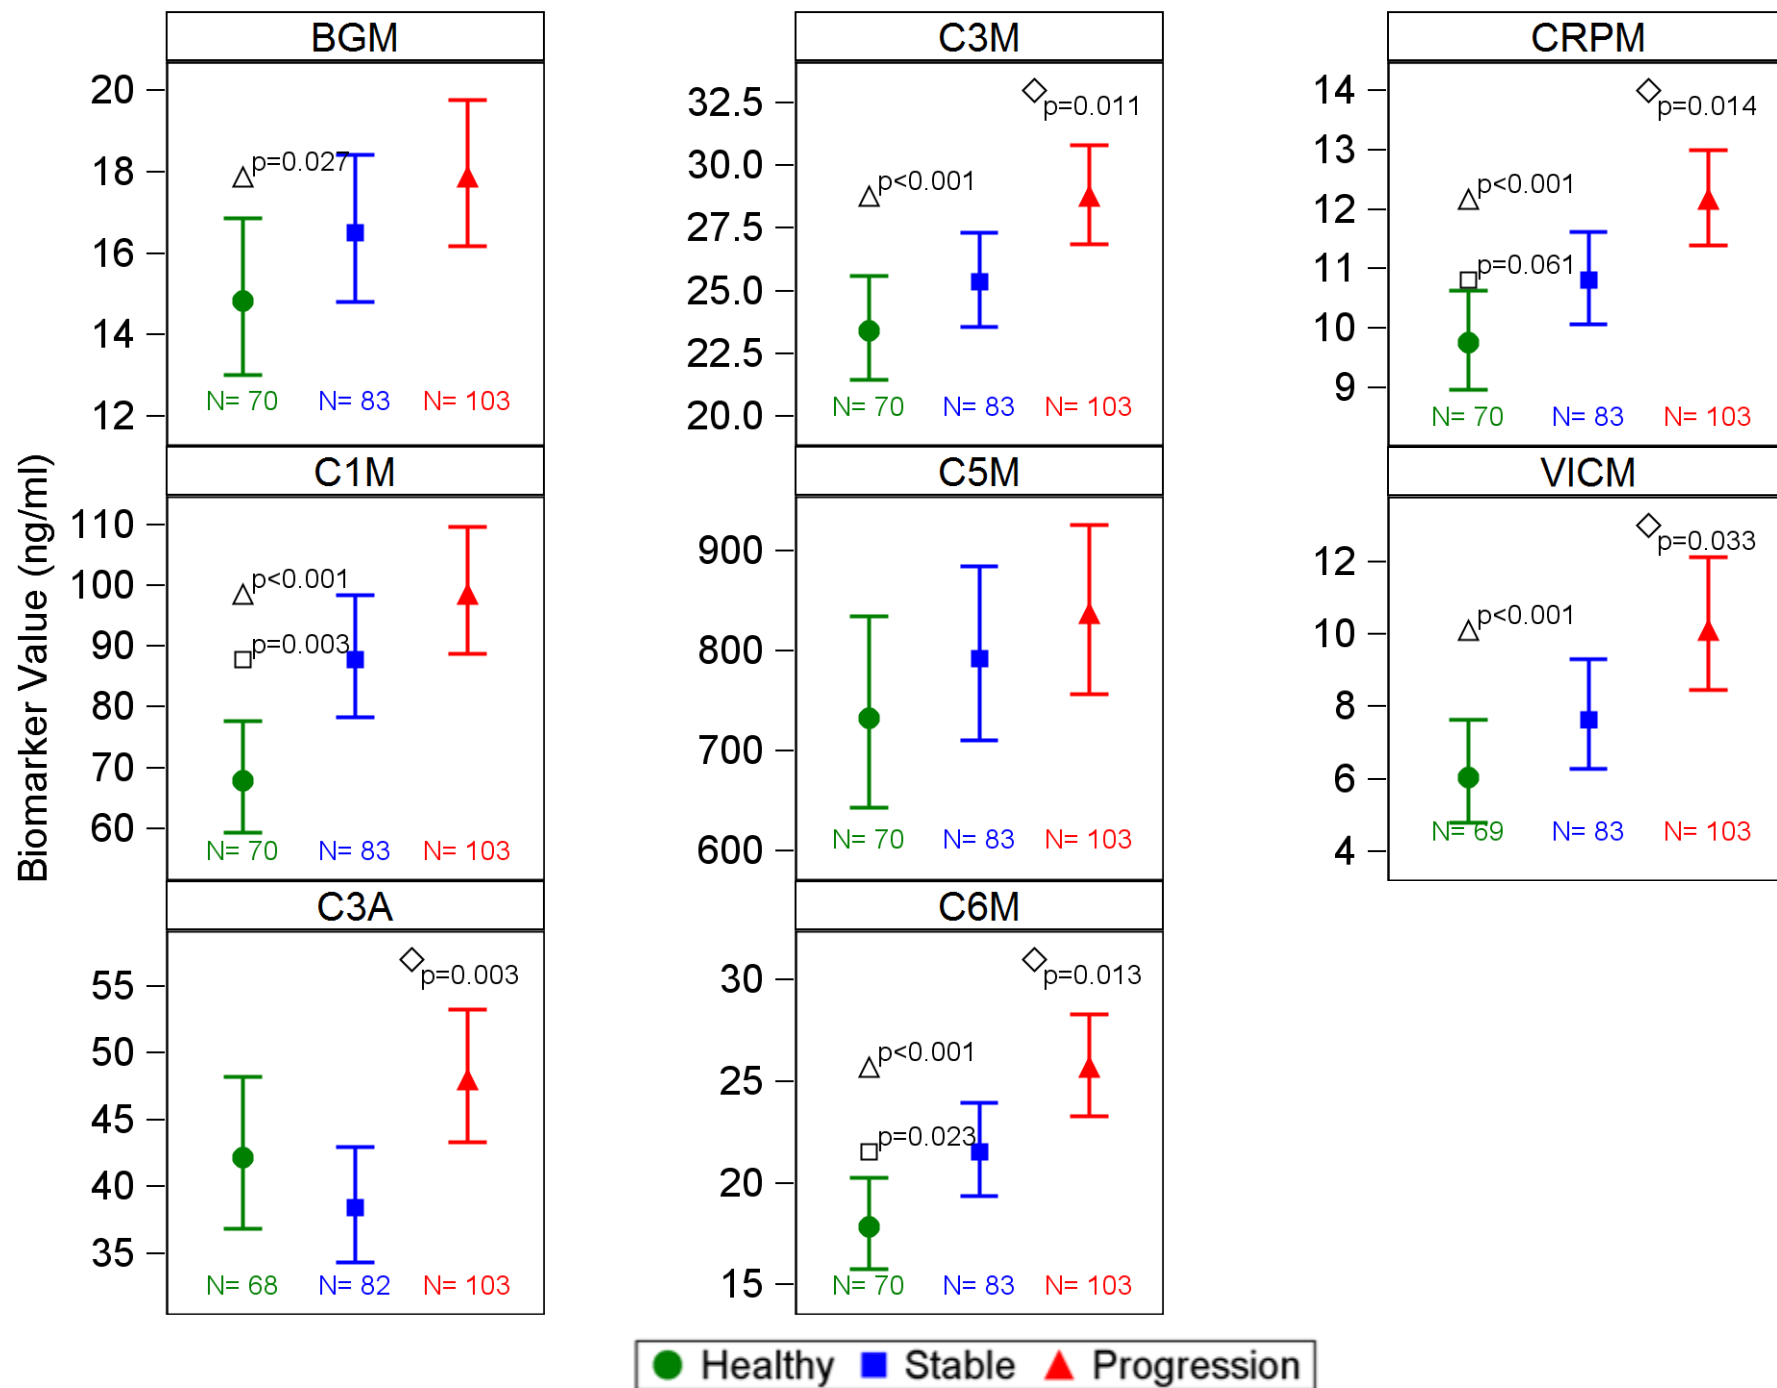 BGM
20
18
16
14
12
p=0.027
N= 70 N= 83 N= 103
C3M
32.5
30.0
27.5
25.0
22.5
20.0
p=0.011
p<0.001
N= 70 N= 83 N= 103
CRPM
14
13
12
11
10
9
p=0.014
p<0.001
p=0.061
N= 70 N= 83 N= 103
Biomarker Value (ng/ml)
C1M
110
100
90
80
70
60
p<0.001
p=0.003
N= 70 N= 83 N= 103
C5M
900
800
700
600
N= 70 N= 83 N= 103
VICM
12
10
8
6
4
p=0.033
p<0.001
N= 69 N= 83 N= 103
C3A
55
50
45
40
35
p=0.003
N= 68 N= 82 N= 103
C6M
30
25
20
15
p=0.013
p<0.001
p=0.023
N= 70 N= 83 N= 103
Healthy Stable Progression